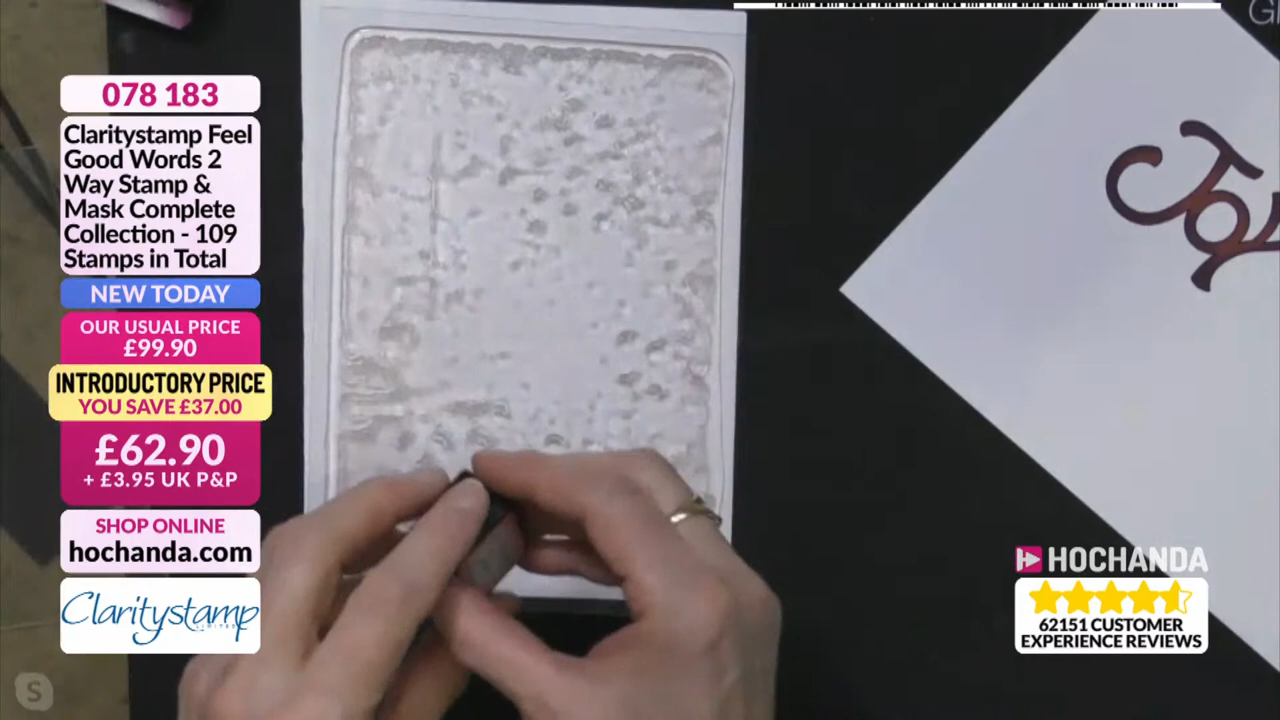 078 183
Claritystamp Feel
Good Words 2
Way Stamp &
Mask Complete
Collection - 109
Stamps in Total
NEW TODAY
OUR USUAL PRICE
£99.90
INTRODUCTORY PRICE
YOU SAVE £37.00
£62.90
+ £3.95 UK P&P
SHOP ONLINE
hochanda.com
Claritystamp
LIMITED
HOCHANDA
62151 CUSTOMER
EXPERIENCE REVIEWS
S